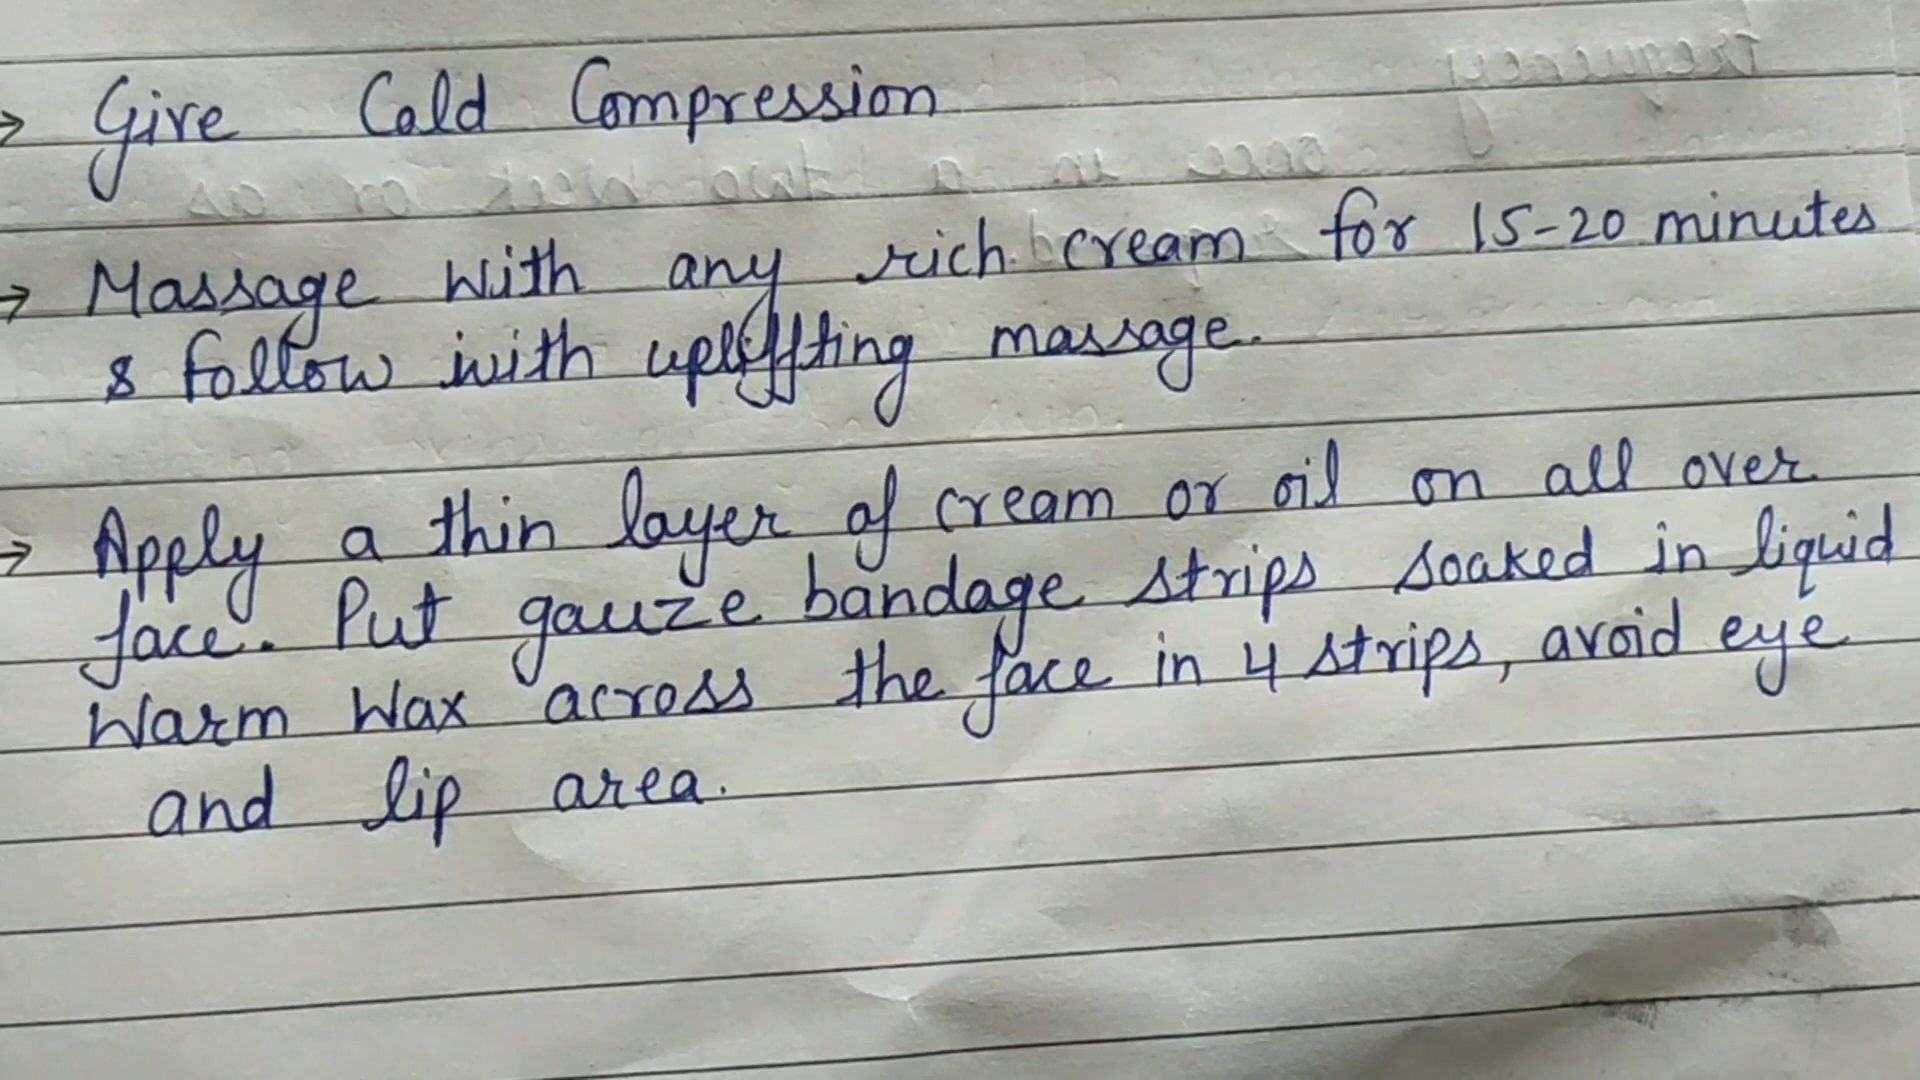 → Give Cold Compression
→ Massage with any rich cream for 15-20 minutes
& follow with upliffting massage.
→ Apply a thin layer of cream or oil on all over
face. Put gauze bandage strips soaked in liquid
Warm Wax across the face in 4 strips, avoid eye
and lip area.